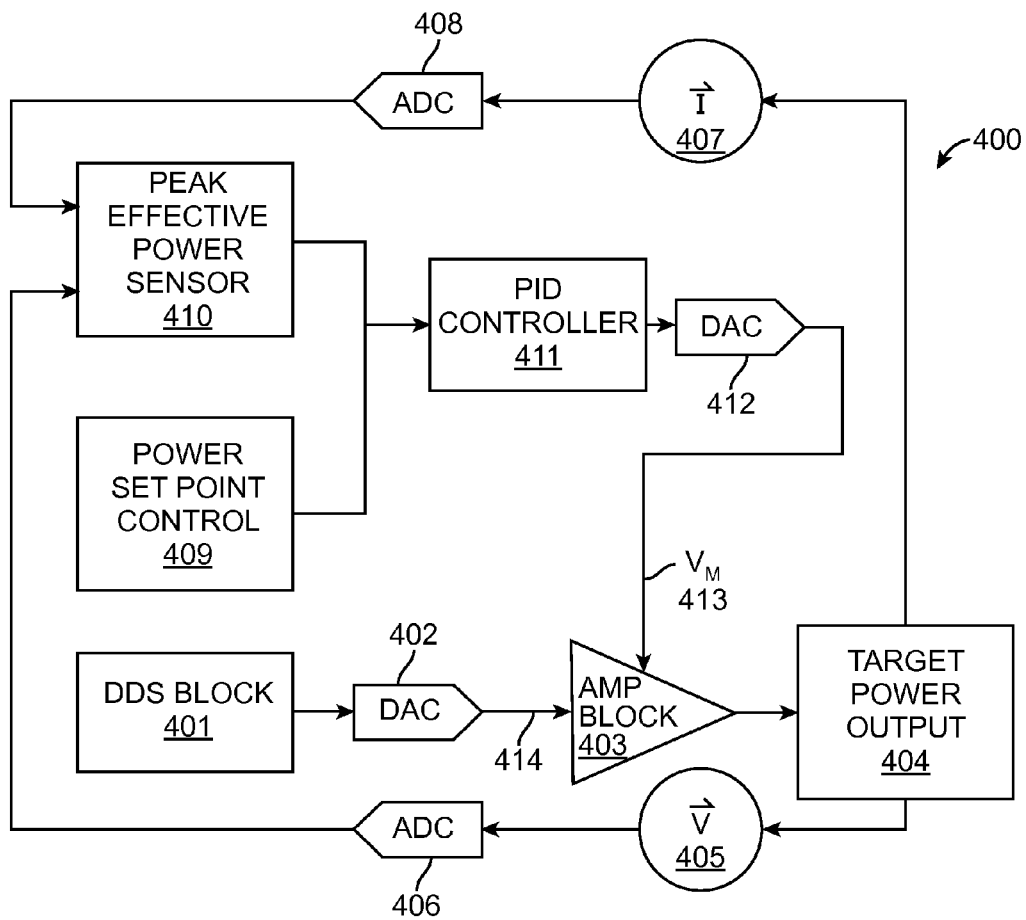 408
ADC
I
407
400
PEAK
EFFECTIVE
POWER
SENSOR
410
PID
CONTROLLER
411
DAC
412
POWER
SET POINT
CONTROL
409
VM
413
DDS BLOCK
401
402
DAC
414
AMP
BLOCK
403
TARGET
POWER
OUTPUT
404
ADC
406
V
405